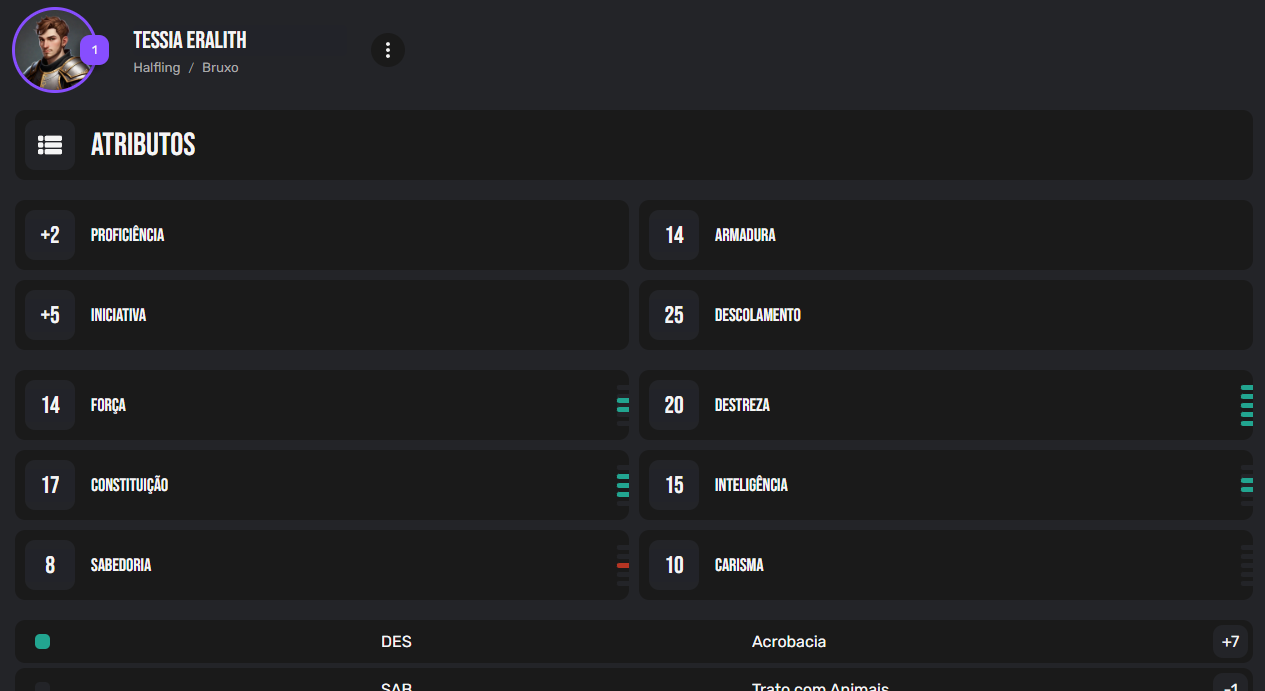 1
TESSIA ERALITH
Halfling / Bruxo
ATRIBUTOS
+2 PROFICIÊNCIA
14 ARMADURA
+5 INICIATIVA
25 DESCOLAMENTO
14 FORÇA
20 DESTREZA
17 CONSTITUIÇÃO
15 INTELIGÊNCIA
8 SABEDORIA
10 CARISMA
DES Acrobacia +7
SAB Trato com Animais -1